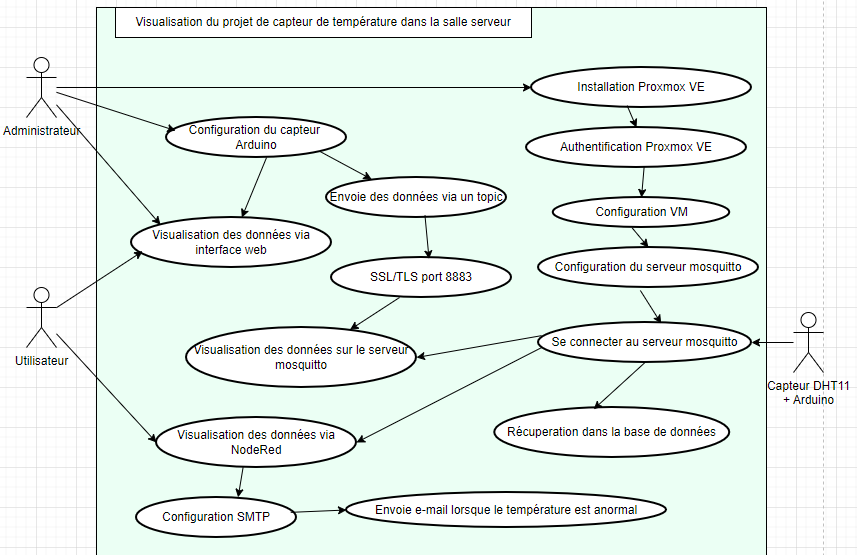 Visualisation du projet de capteur de température dans la salle serveur
Administrateur
Installation Proxmox VE
Configuration du capteur
Arduino
Authentification Proxmox VE
Envoie des données via un topic
Configuration VM
Visualisation des données via
interface web
Configuration du serveur mosquitto
SSL/TLS port 8883
Utilisateur
Visualisation des données sur le serveur
mosquitto
Se connecter au serveur mosquitto
Capteur DHT11
+ Arduino
Visualisation des données via
NodeRed
Récuperation dans la base de données
Configuration SMTP
Envoie e-mail lorsque le température est anormal